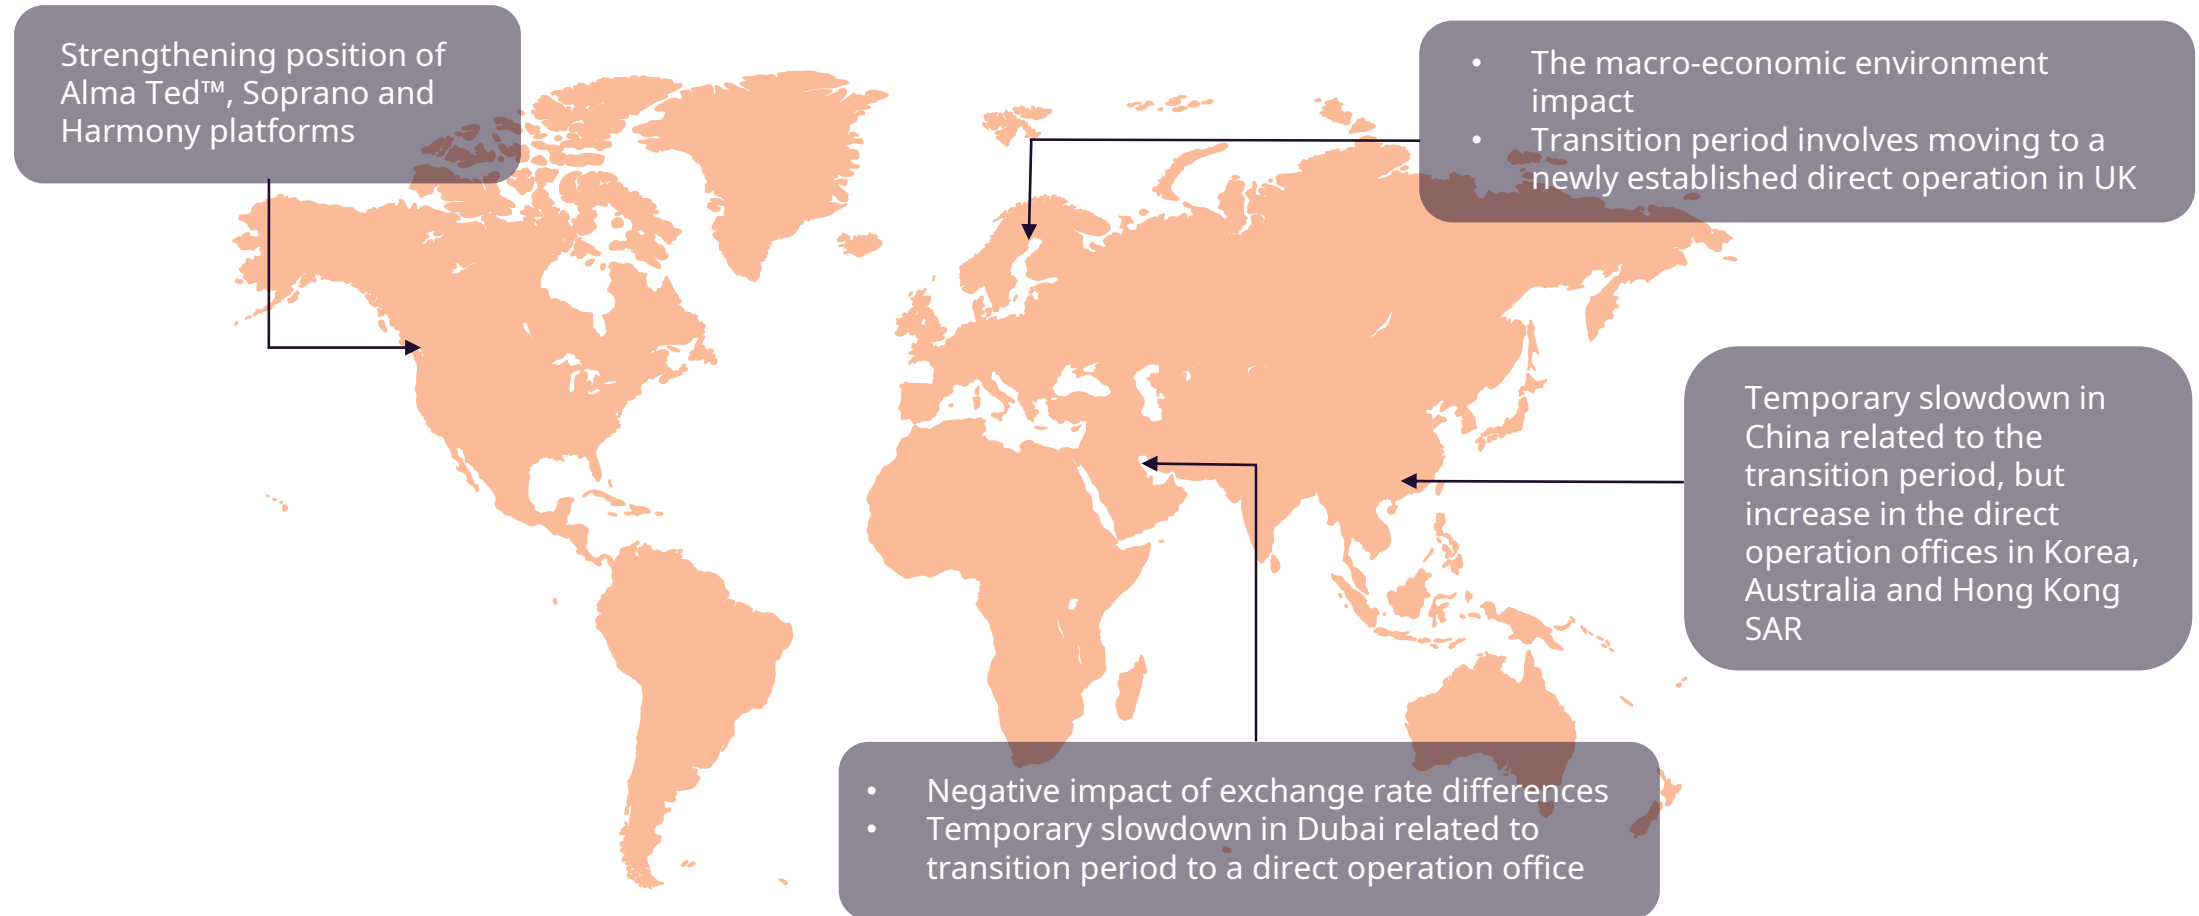 Strengthening position of
Alma Ted™, Soprano and
Harmony platforms
• The macro-economic environment
impact
• Transition period involves moving to a
newly established direct operation in UK
Temporary slowdown in
China related to the
transition period, but
increase in the direct
operation offices in Korea,
Australia and Hong Kong
SAR
• Negative impact of exchange rate differences
• Temporary slowdown in Dubai related to
transition period to a direct operation office